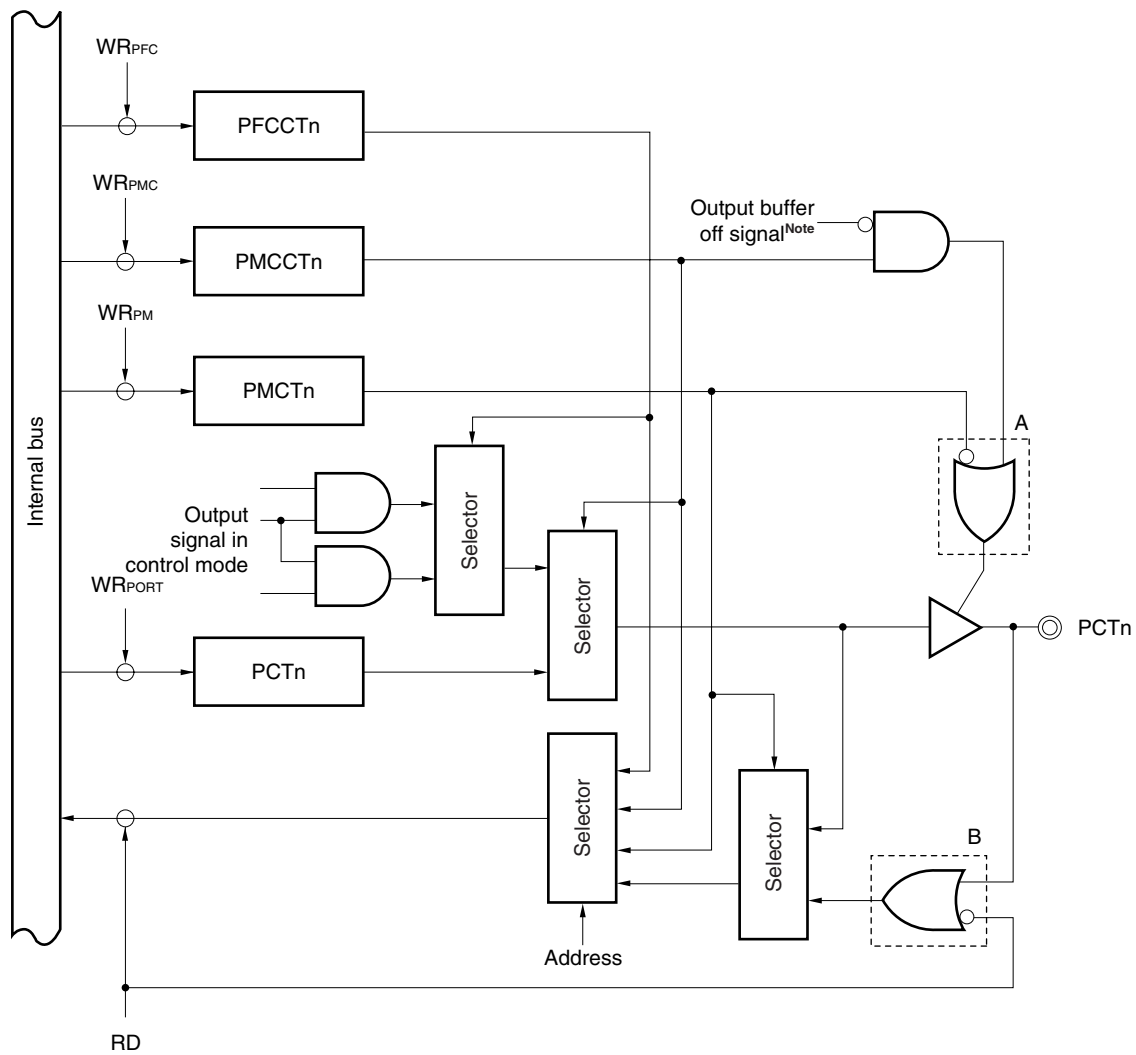 WRPFC
PFCCTn
WRPMC
PMCCTn
Output buffer
off signalNote
WRPM
PMCTn
A
Internal bus
Selector
Output
signal in
control mode
Selector
WRPORT
PCTn
PCTn
Selector
Selector
B
Address
RD